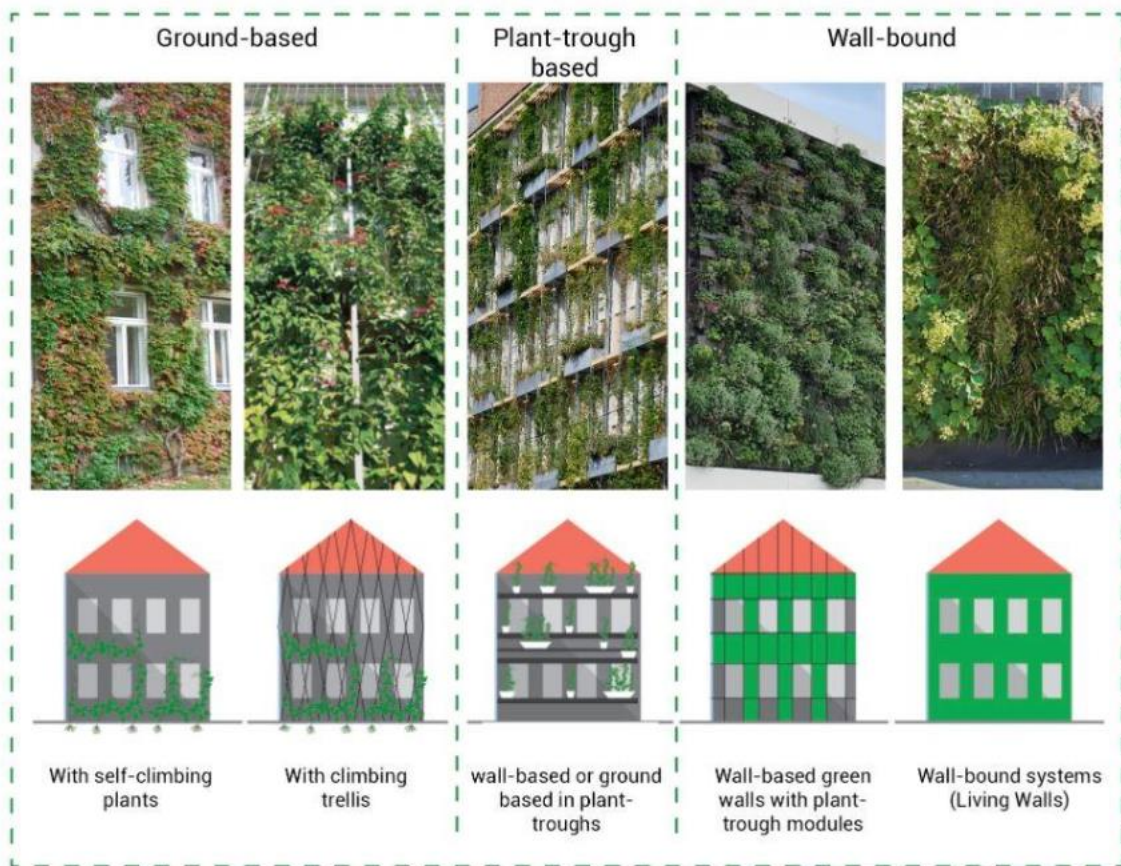 Ground-based
Plant-trough
based
Wall-bound
With self-climbing
plants
With climbing
trellis
wall-based or ground
based in plant-
troughs
Wall-based green
walls with plant-
trough modules
Wall-bound systems
(Living Walls)